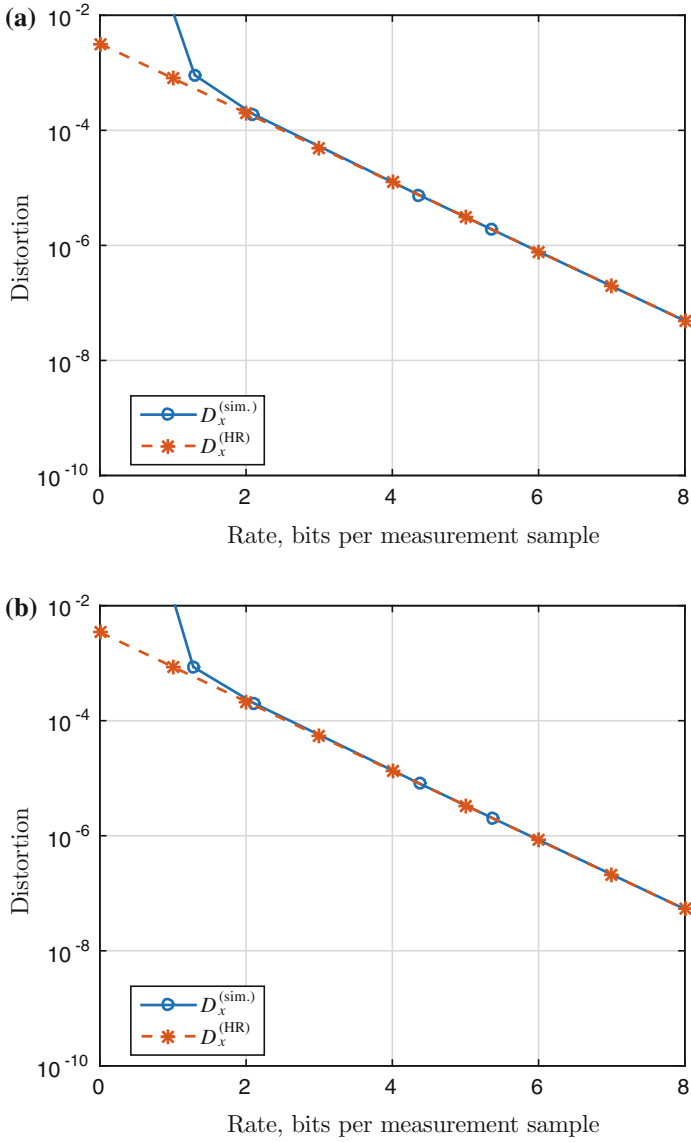 (a)
10^-2
10^-4
10^-6
10^-8
10^-10
Distortion
D_x^(sim.)
D_x^(HR)
0 2 4 6 8
Rate, bits per measurement sample
(b)
10^-2
10^-4
10^-6
10^-8
10^-10
Distortion
D_x^(sim.)
D_x^(HR)
0 2 4 6 8
Rate, bits per measurement sample